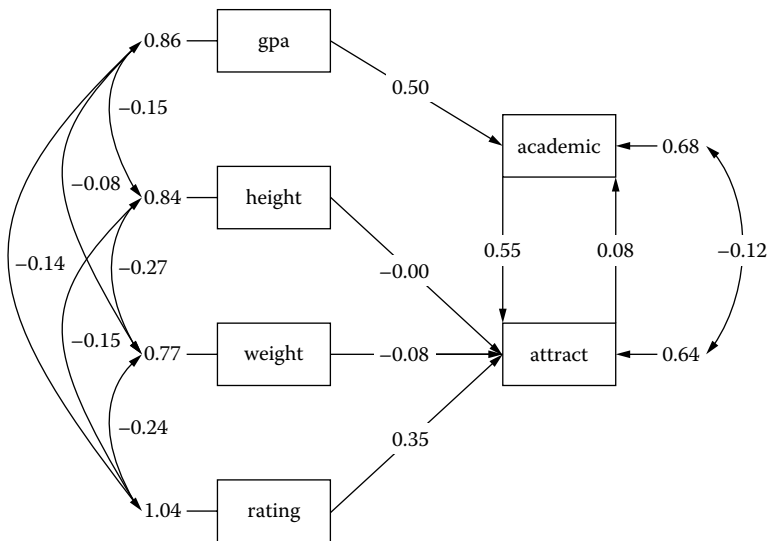 0.86 gpa
0.50
−0.15
academic 0.68
−0.08
0.84 height
0.55 0.08 −0.12
−0.14 −0.27 −0.00
−0.15
0.77 weight −0.08 attract 0.64
−0.24
0.35
1.04 rating